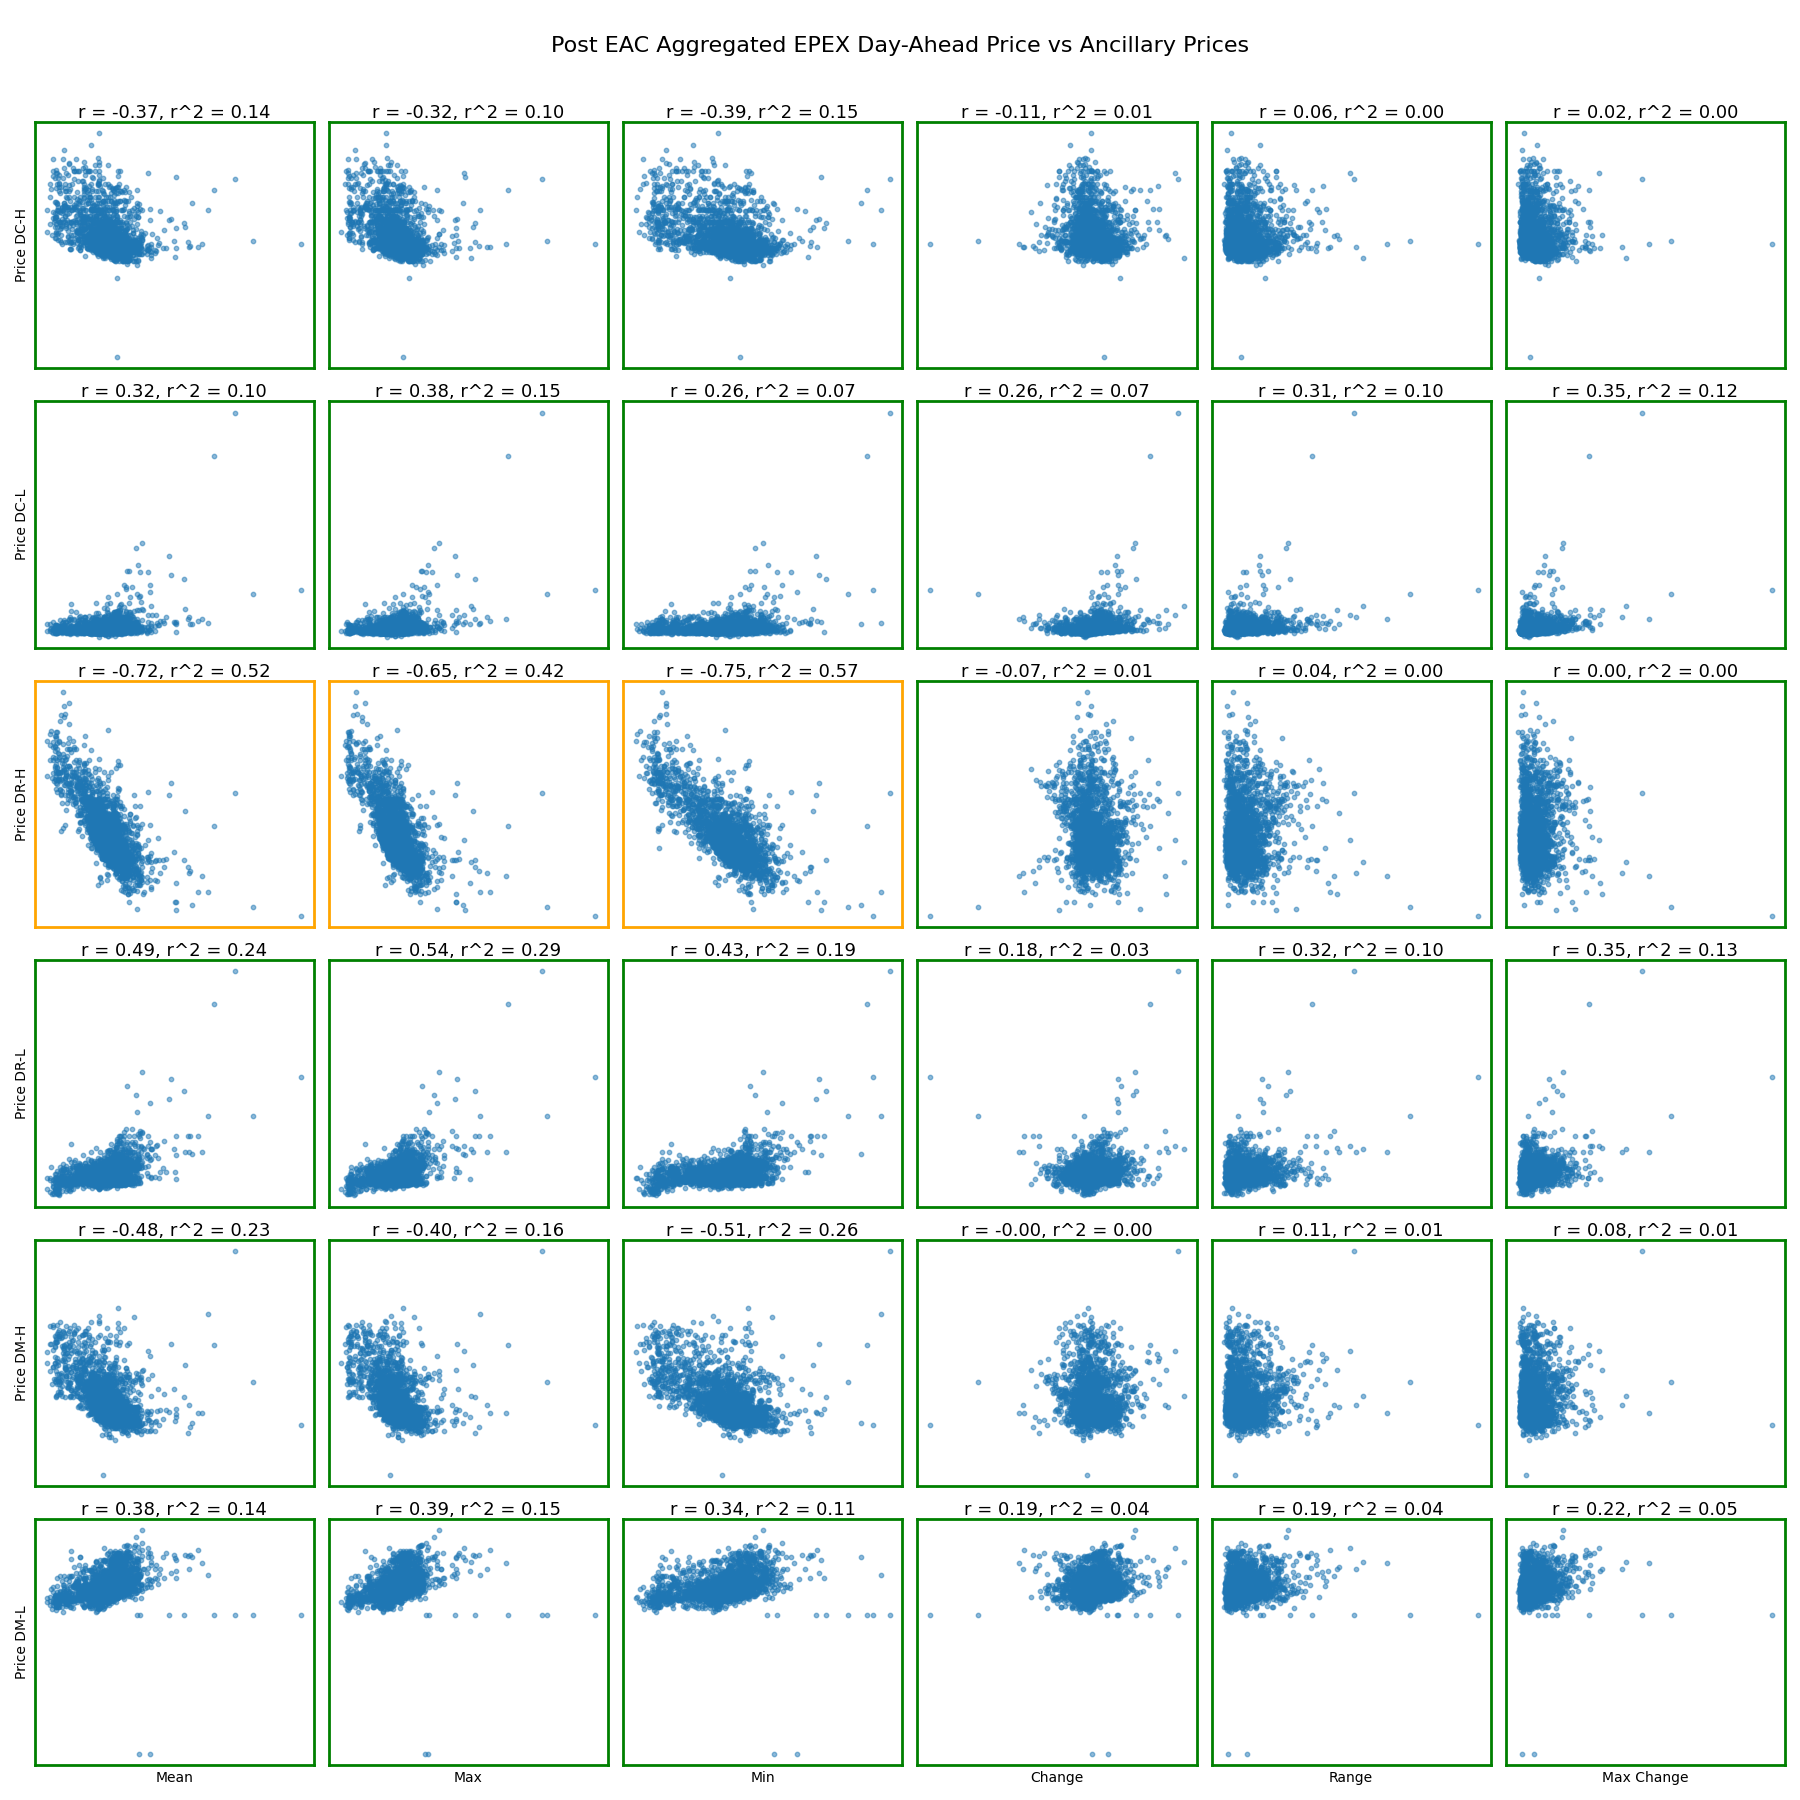 Post EAC Aggregated EPEX Day-Ahead Price vs Ancillary Prices
r = -0.37, r^2 = 0.14
r = -0.32, r^2 = 0.10
r = -0.39, r^2 = 0.15
r = -0.11, r^2 = 0.01
r = 0.06, r^2 = 0.00
r = 0.02, r^2 = 0.00
Price DC-H
r = 0.32, r^2 = 0.10
r = 0.38, r^2 = 0.15
r = 0.26, r^2 = 0.07
r = 0.26, r^2 = 0.07
r = 0.31, r^2 = 0.10
r = 0.35, r^2 = 0.12
Price DC-L
r = -0.72, r^2 = 0.52
r = -0.65, r^2 = 0.42
r = -0.75, r^2 = 0.57
r = -0.07, r^2 = 0.01
r = 0.04, r^2 = 0.00
r = 0.00, r^2 = 0.00
Price DR-H
r = 0.49, r^2 = 0.24
r = 0.54, r^2 = 0.29
r = 0.43, r^2 = 0.19
r = 0.18, r^2 = 0.03
r = 0.32, r^2 = 0.10
r = 0.35, r^2 = 0.13
Price DR-L
r = -0.48, r^2 = 0.23
r = -0.40, r^2 = 0.16
r = -0.51, r^2 = 0.26
r = -0.00, r^2 = 0.00
r = 0.11, r^2 = 0.01
r = 0.08, r^2 = 0.01
Price DM-H
r = 0.38, r^2 = 0.14
r = 0.39, r^2 = 0.15
r = 0.34, r^2 = 0.11
r = 0.19, r^2 = 0.04
r = 0.19, r^2 = 0.04
r = 0.22, r^2 = 0.05
Price DM-L
Mean
Max
Min
Change
Range
Max Change